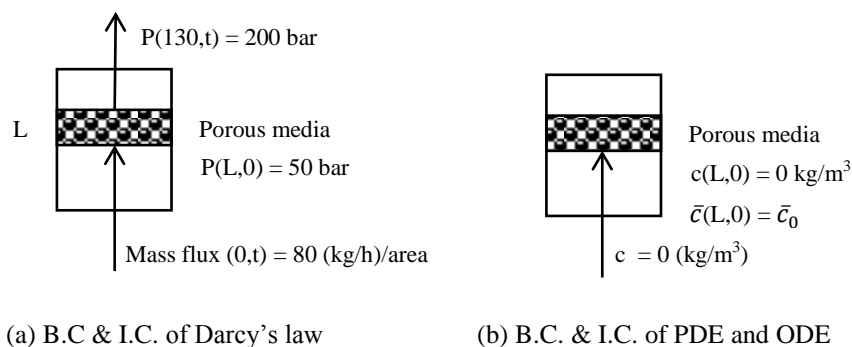 P(130,t) = 200 bar
L
Porous media
P(L,0) = 50 bar
Mass flux (0,t) = 80 (kg/h)/area
(a) B.C & I.C. of Darcy’s law
Porous media
c(L,0) = 0 kg/m³
c̄(L,0) = c̄₀
c = 0 (kg/m³)
(b) B.C. & I.C. of PDE and ODE